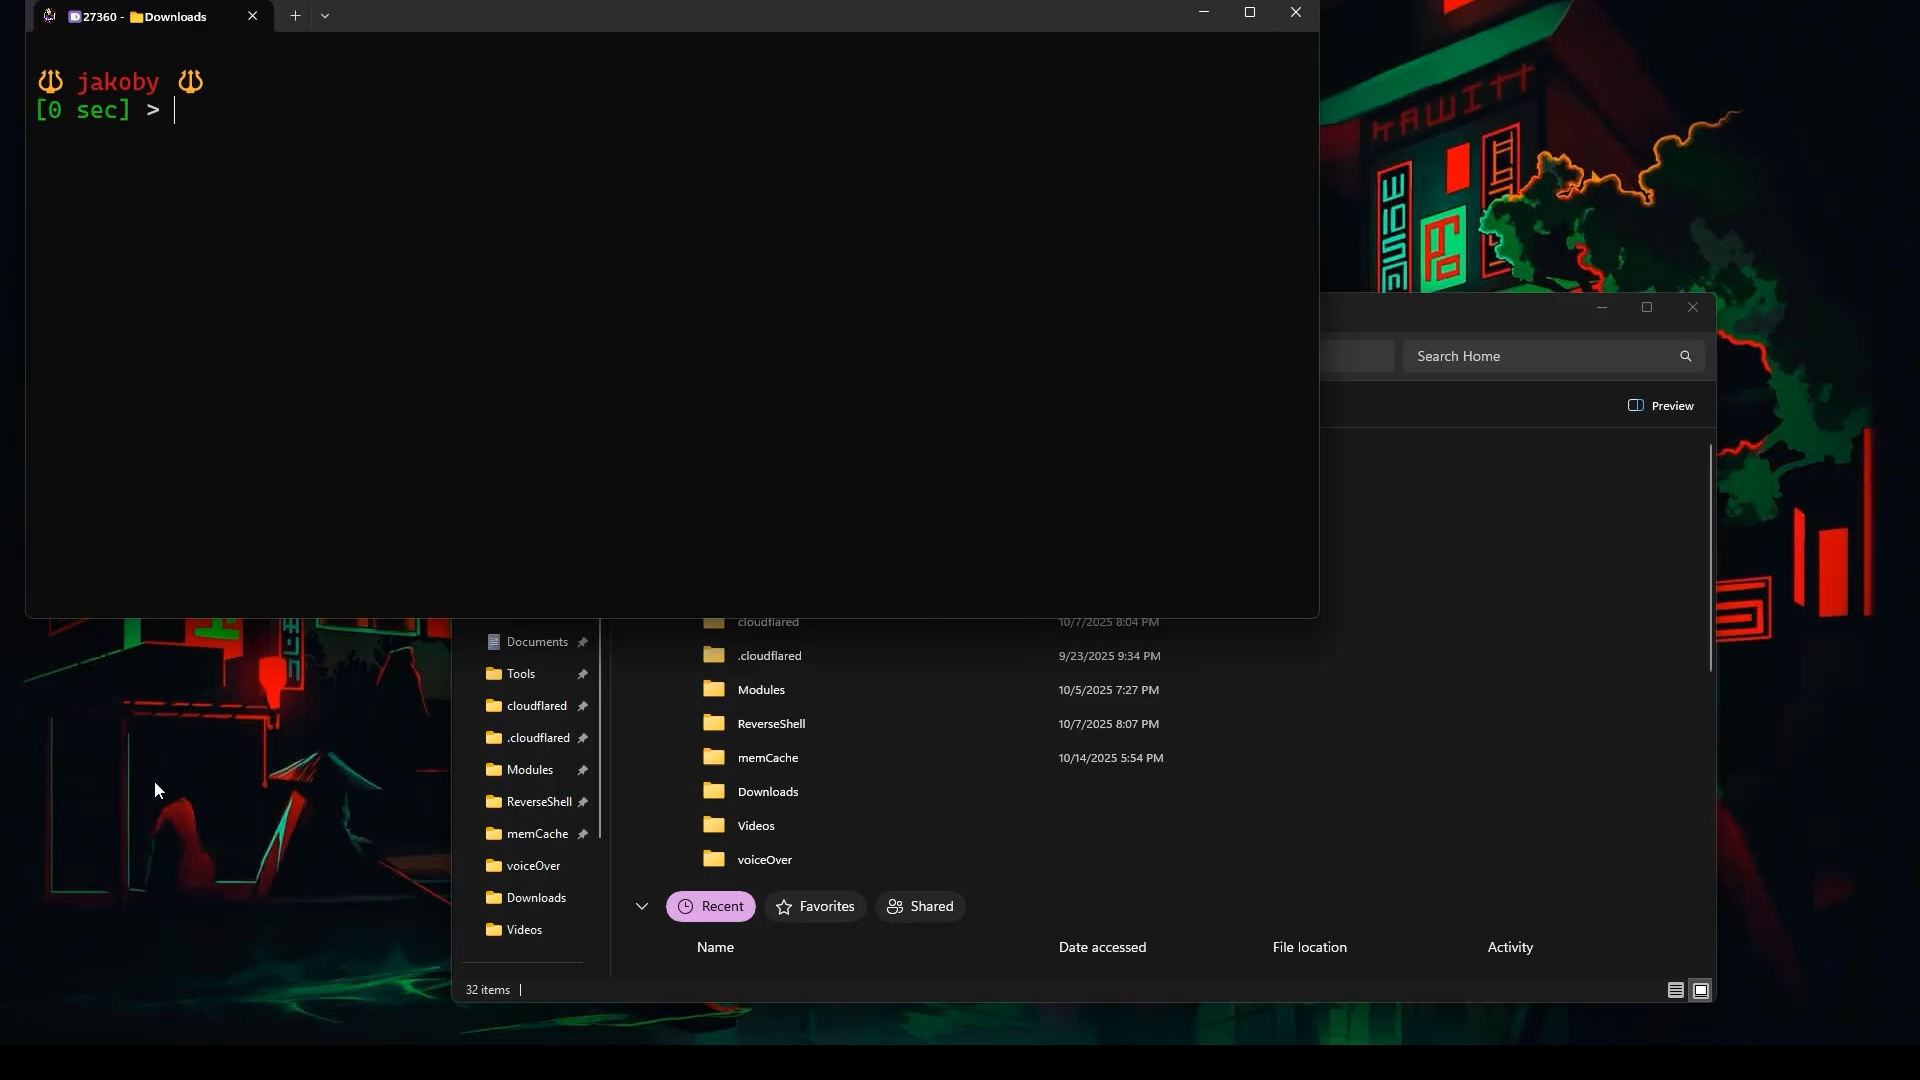 27360 - Downloads
jakoby
[0 sec] >
KAWITT
Search Home
Preview
cloudflared 10/7/2025 8:04 PM
.cloudflared 9/23/2025 9:34 PM
Modules 10/5/2025 7:27 PM
ReverseShell 10/7/2025 8:07 PM
memCache 10/14/2025 5:54 PM
Downloads
Videos
voiceOver
Documents
Tools
cloudflared
.cloudflared
Modules
ReverseShell
memCache
voiceOver
Downloads
Videos
Recent Favorites Shared
Name Date accessed File location Activity
32 items